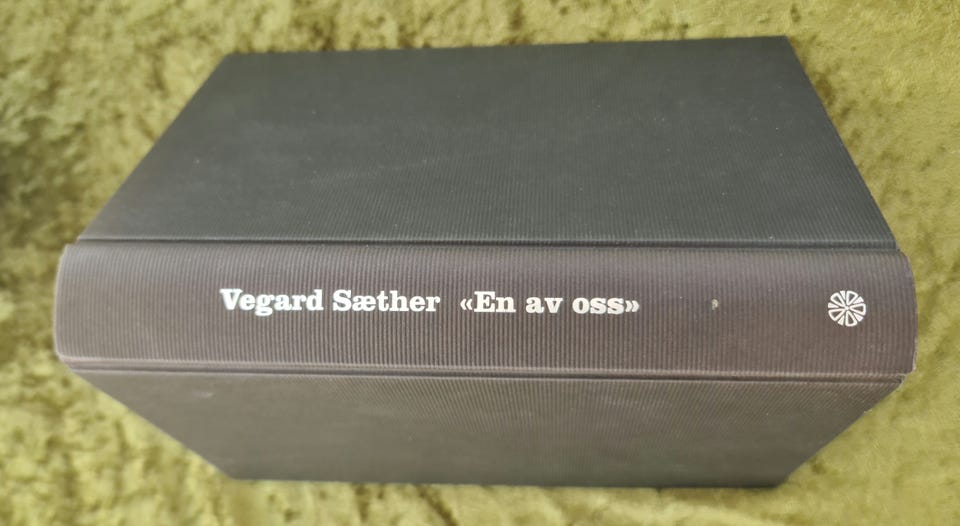 Vegard Sæther «En av oss»